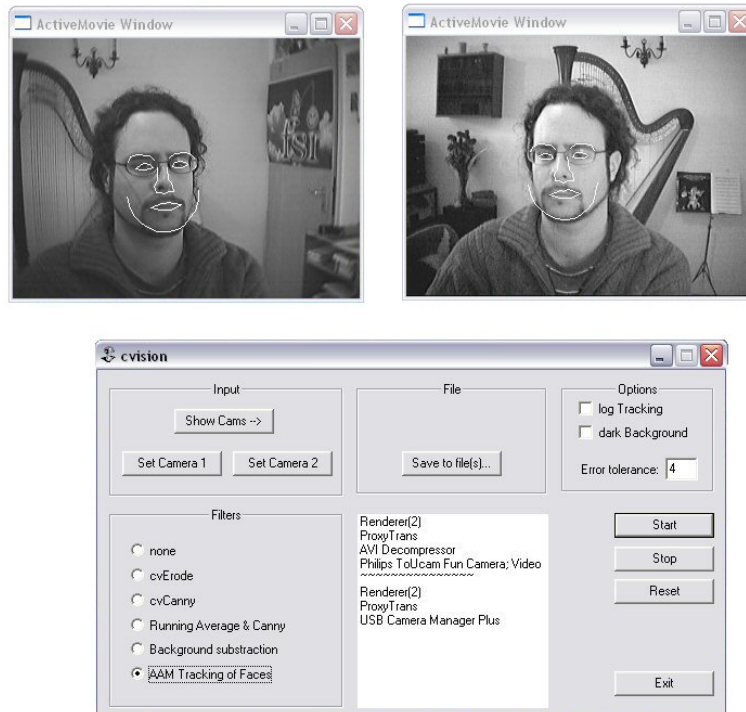 ActiveMovie Window
ActiveMovie Window
fsi
cvision
Input
Show Cams -->
Set Camera 1
Set Camera 2
File
Save to file(s)...
Options
log Tracking
dark Background
Error tolerance: 4
Filters
none
cvErode
cvCanny
Running Average & Canny
Background substraction
AAM Tracking of Faces
Renderer(2)
ProxyTrans
AVI Decompressor
Philips ToUcam Fun Camera; Video
~~~~~~~~~~~~~~~
Renderer(2)
ProxyTrans
USB Camera Manager Plus
Start
Stop
Reset
Exit